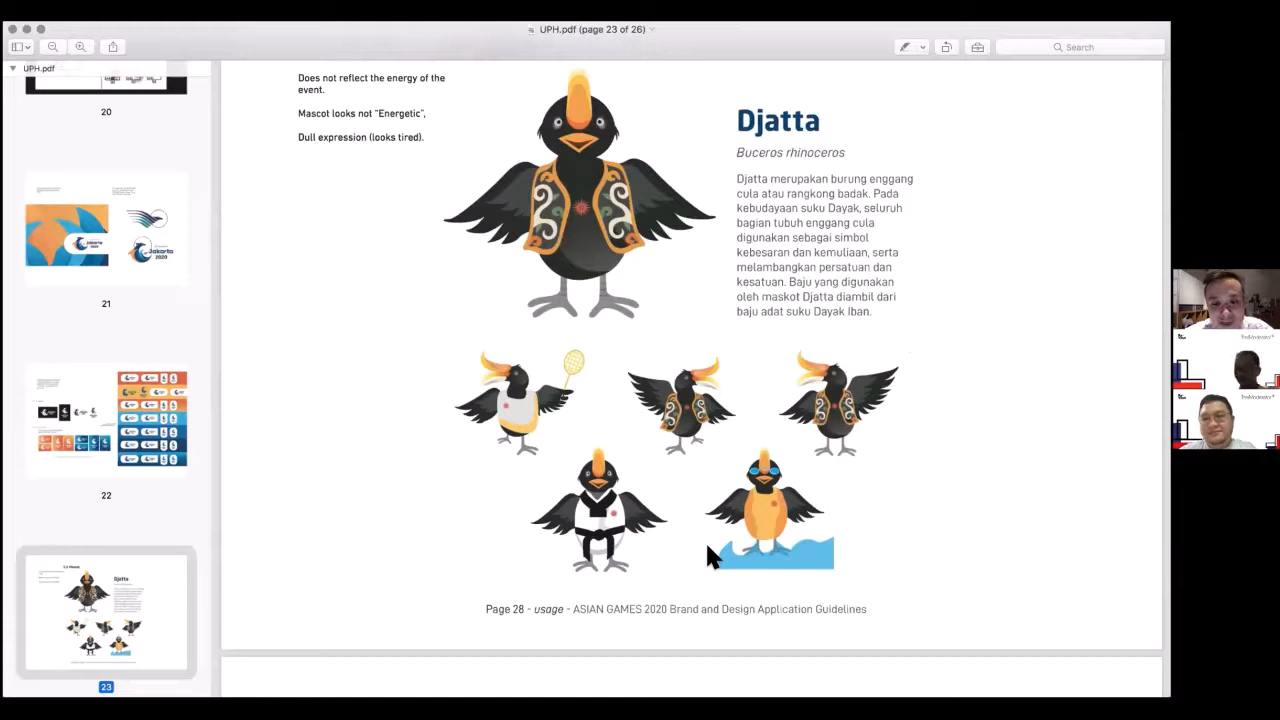 UPH.pdf (page 23 of 26)
Search
UPH.pdf
20
21
22
23
Does not reflect the energy of the
event.
Mascot looks not "Energetic",
Dull expression (looks tired).
Djatta
Buceros rhinoceros
Djatta merupakan burung enggang
cula atau rangkong badak. Pada
kebudayaan suku Dayak, seluruh
bagian tubuh enggang cula
digunakan sebagai simbol
kebesaran dan kemuliaan, serta
melambangkan persatuan dan
kesatuan. Baju yang digunakan
oleh maskot Djatta diambil dari
baju adat suku Dayak Iban.
Page 28 - usage - ASIAN GAMES 2020 Brand and Design Application Guidelines
Jakarta
2020
Djatta